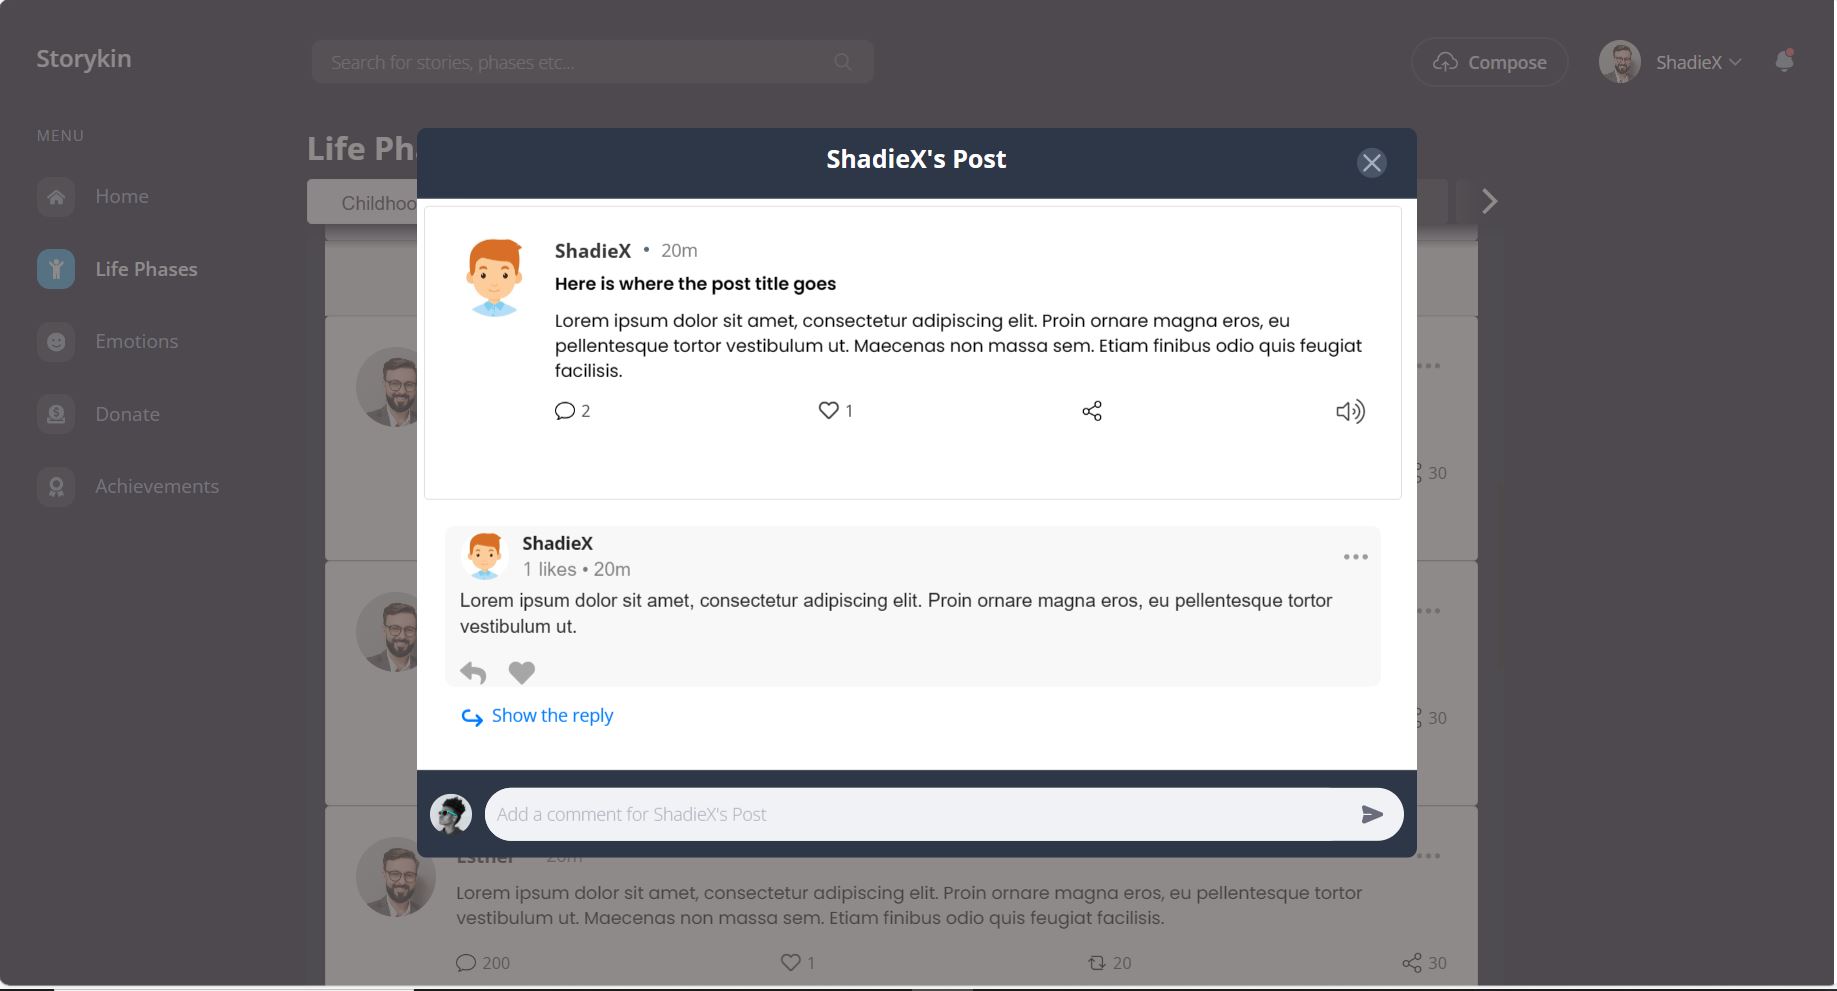 Storykin
Search for stories, phases etc...
Compose
ShadieX
MENU
Home
Life Phases
Emotions
Donate
Achievements
Life Ph
Childhoo
ShadieX's Post
ShadieX • 20m
Here is where the post title goes
Lorem ipsum dolor sit amet, consectetur adipiscing elit. Proin ornare magna eros, eu
pellentesque tortor vestibulum ut. Maecenas non massa sem. Etiam finibus odio quis feugiat
facilisis.
2 1
30
ShadieX
1 likes • 20m
Lorem ipsum dolor sit amet, consectetur adipiscing elit. Proin ornare magna eros, eu pellentesque tortor
vestibulum ut.
Show the reply
30
Add a comment for ShadieX's Post
Esther 20m
Lorem ipsum dolor sit amet, consectetur adipiscing elit. Proin ornare magna eros, eu pellentesque tortor
vestibulum ut. Maecenas non massa sem. Etiam finibus odio quis feugiat facilisis.
200 1 20 30